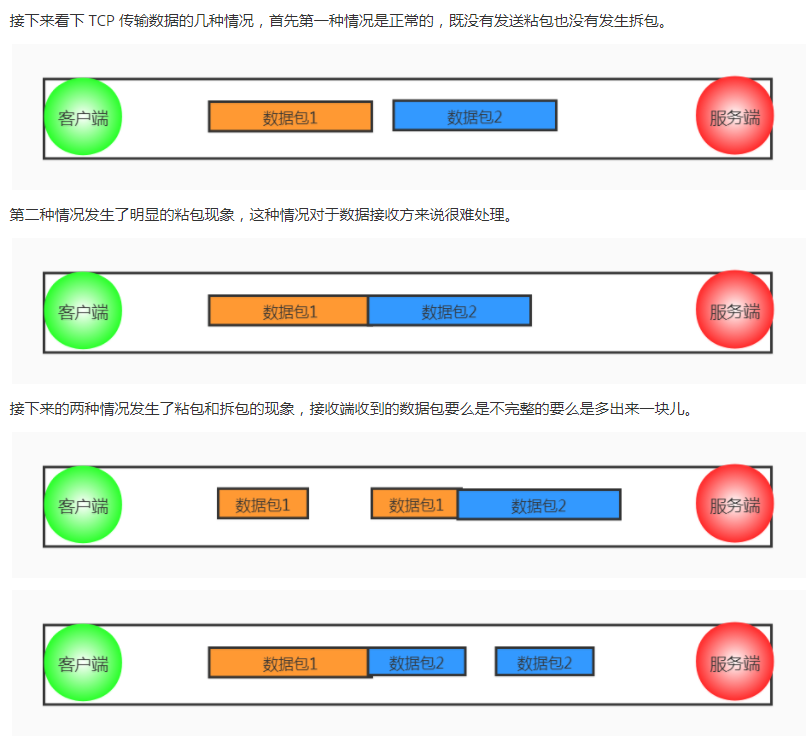 接下来看下 TCP 传输数据的几种情况，首先第一种情况是正常的，既没有发送粘包也没有发生拆包。
客户端 数据包1 数据包2 服务端
第二种情况发生了明显的粘包现象，这种情况对于数据接收方来说很难处理。
客户端 数据包1 数据包2 服务端
接下来的两种情况发生了粘包和拆包的现象，接收端收到的数据包要么是不完整的要么是多出来一块儿。
客户端 数据包1 数据包1 数据包2 服务端
客户端 数据包1 数据包2 数据包2 服务端